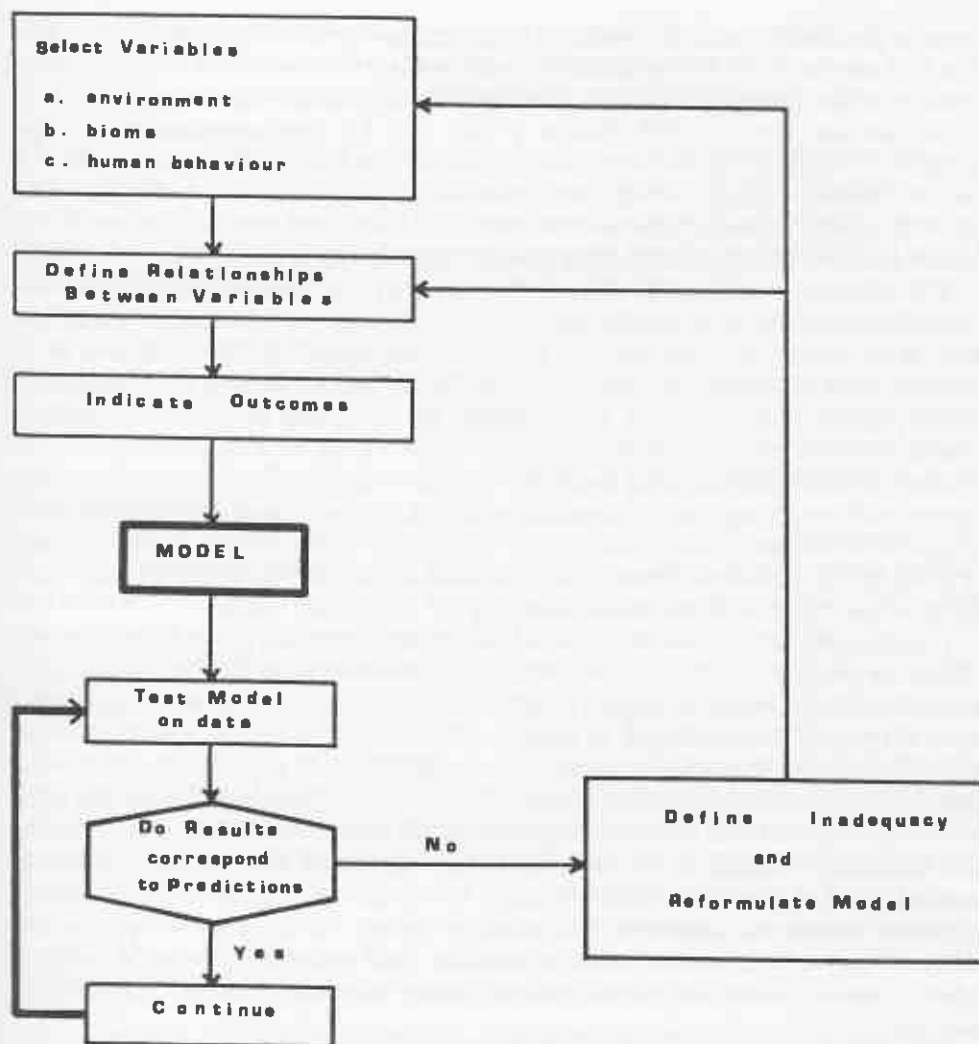 Select Variables
a. environment
b. biome
c. human behaviour
Define Relationships
Between Variables
Indicate Outcomes
MODEL
Test Model
on data
Do Results
correspond
to Predictions
No
Define Inadequacy
and
Reformulate Model
Yes
Continue